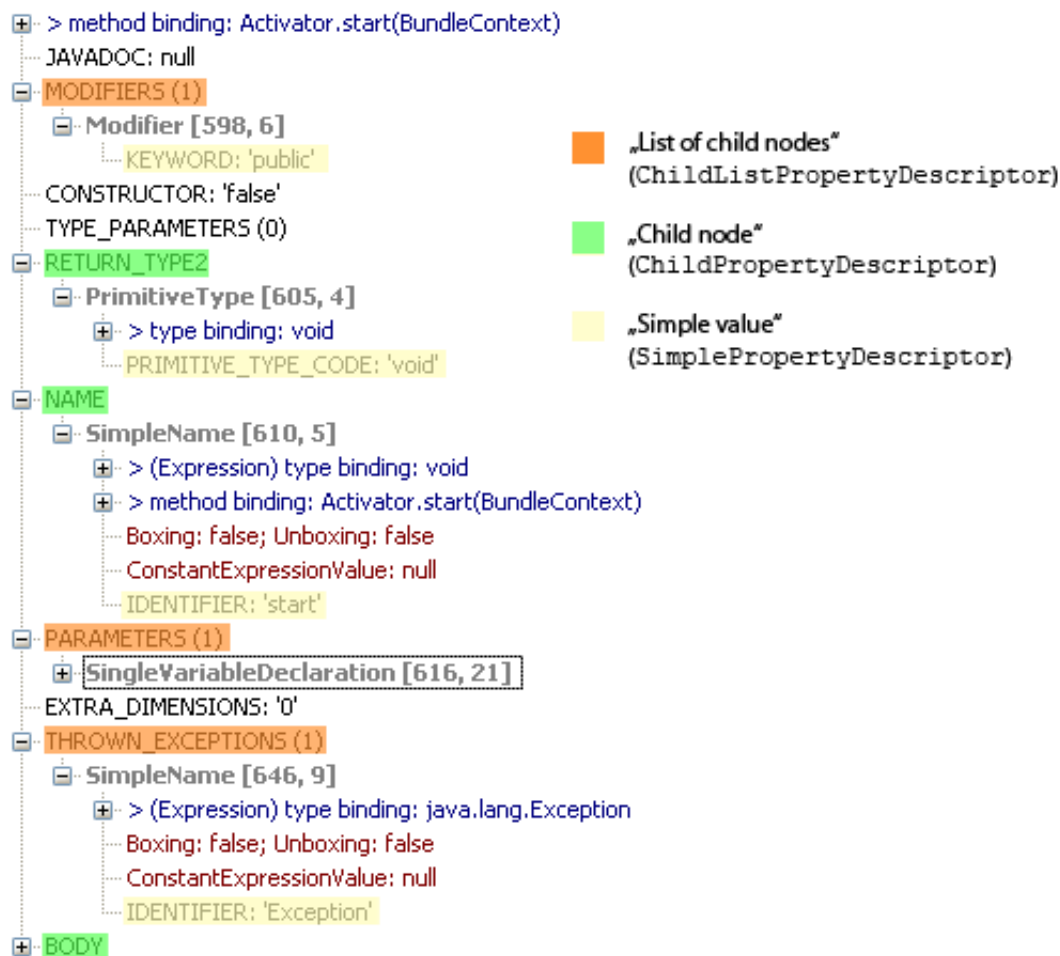 > method binding: Activator.start(BundleContext)
JAVADOC: null
MODIFIERS (1)
Modifier [598, 6]
KEYWORD: 'public'
CONSTRUCTOR: 'false'
TYPE_PARAMETERS (0)
RETURN_TYPE2
PrimitiveType [605, 4]
> type binding: void
PRIMITIVE_TYPE_CODE: 'void'
NAME
SimpleName [610, 5]
> (Expression) type binding: void
> method binding: Activator.start(BundleContext)
Boxing: false; Unboxing: false
ConstantExpressionValue: null
IDENTIFIER: 'start'
PARAMETERS (1)
SingleVariableDeclaration [616, 21]
EXTRA_DIMENSIONS: '0'
THROWN_EXCEPTIONS (1)
SimpleName [646, 9]
> (Expression) type binding: java.lang.Exception
Boxing: false; Unboxing: false
ConstantExpressionValue: null
IDENTIFIER: 'Exception'
BODY
„List of child nodes“
(ChildListPropertyDescriptor)
„Child node“
(ChildPropertyDescriptor)
„Simple value“
(SimplePropertyDescriptor)